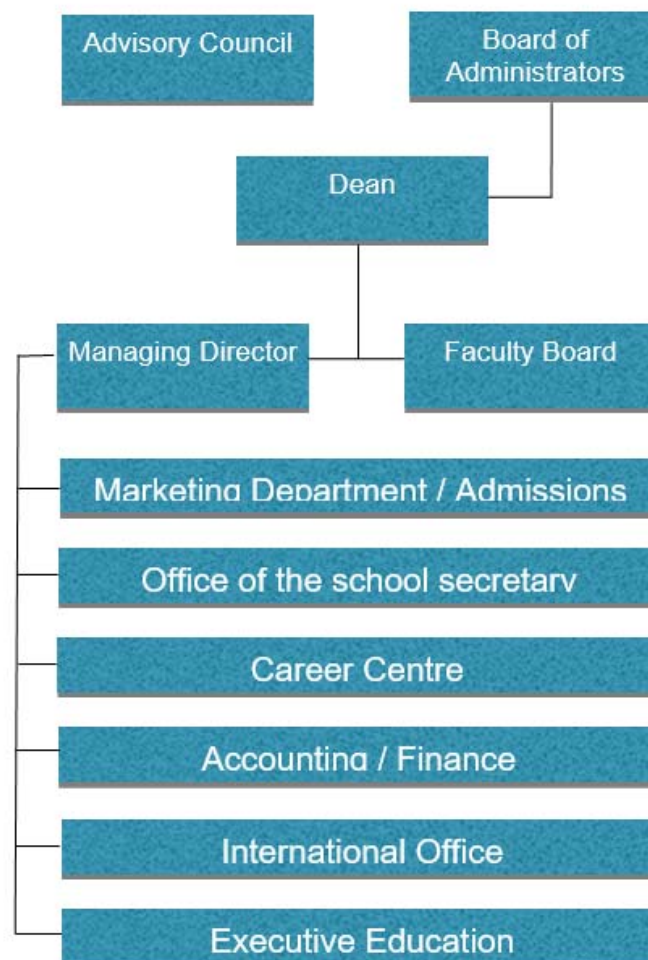 Advisory Council
Board of
Administrators
Dean
Managing Director
Faculty Board
Marketing Department / Admissions
Office of the school secretary
Career Centre
Accounting / Finance
International Office
Executive Education